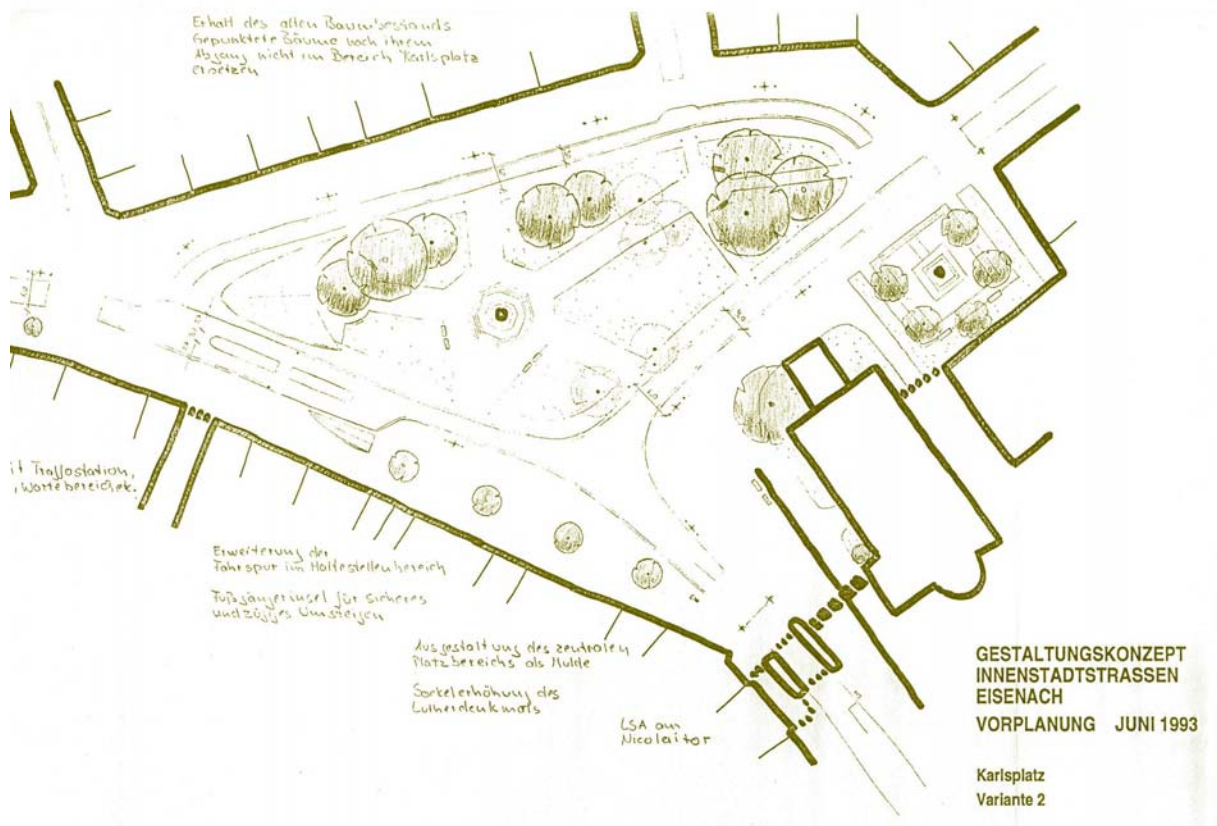 Erhalt des alten Baumbestands
Gepunktete Bäume nach ihrem
Abgang nicht im Bereich Karlsplatz
ersetzen
it Trafostation,
Wartebereich etc.
Erweiterung der
Fahrspur im Haltestellenbereich
Fußgängerinsel für sicheres
und zügiges Umsteigen
Ausgestaltung des zentralen
Platzbereichs als Mulde
Sockelerhöhung des
Lutherdenkmals
LSA am
Nicolaitor
GESTALTUNGSKONZEPT
INNENSTADTSTRASSEN
EISENACH
VORPLANUNG JUNI 1993
Karlsplatz
Variante 2